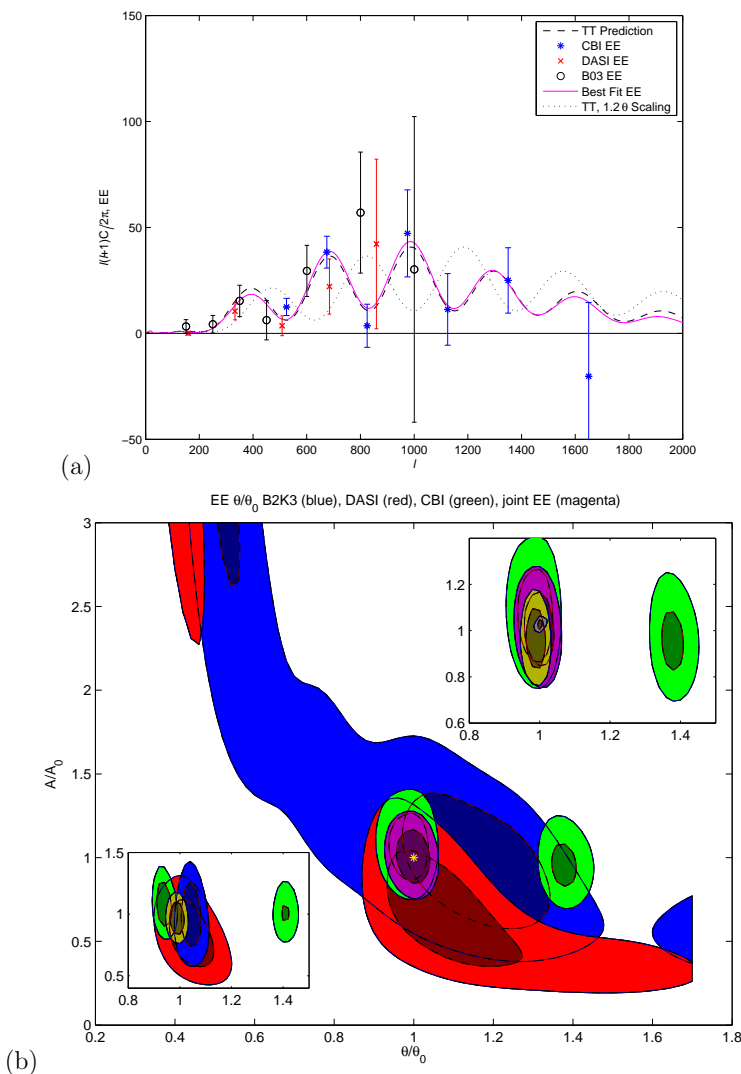 150
100
50
0
−50
l(l+1)C_l/2π, EE
0 200 400 600 800 1000 1200 1400 1600 1800 2000
l
TT Prediction
CBI EE
DASI EE
B03 EE
Best Fit EE
TT, 1.2 θ Scaling
(a)
EE θ/θ0 B2K3 (blue), DASI (red), CBI (green), joint EE (magenta)
3
2.5
2
1.5
1
0.5
0
A/A0
0.2 0.4 0.6 0.8 1 1.2 1.4 1.6 1.8
θ/θ0
1.2
1
0.8
0.6
0.8 1 1.2 1.4
1.5
1
0.5
0.8 1 1.2 1.4
(b)